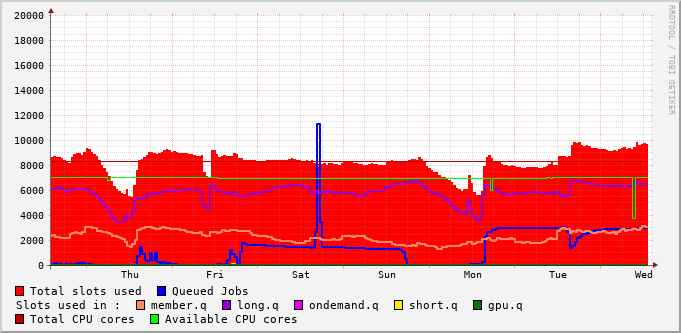 20000
18000
16000
14000
12000
10000
8000
6000
4000
2000
0
Thu Fri Sat Sun Mon Tue Wed
RRDTOOL / TOBI OETIKER
Total slots used Queued Jobs
Slots used in : member.q long.q ondemand.q short.q gpu.q
Total CPU cores Available CPU cores